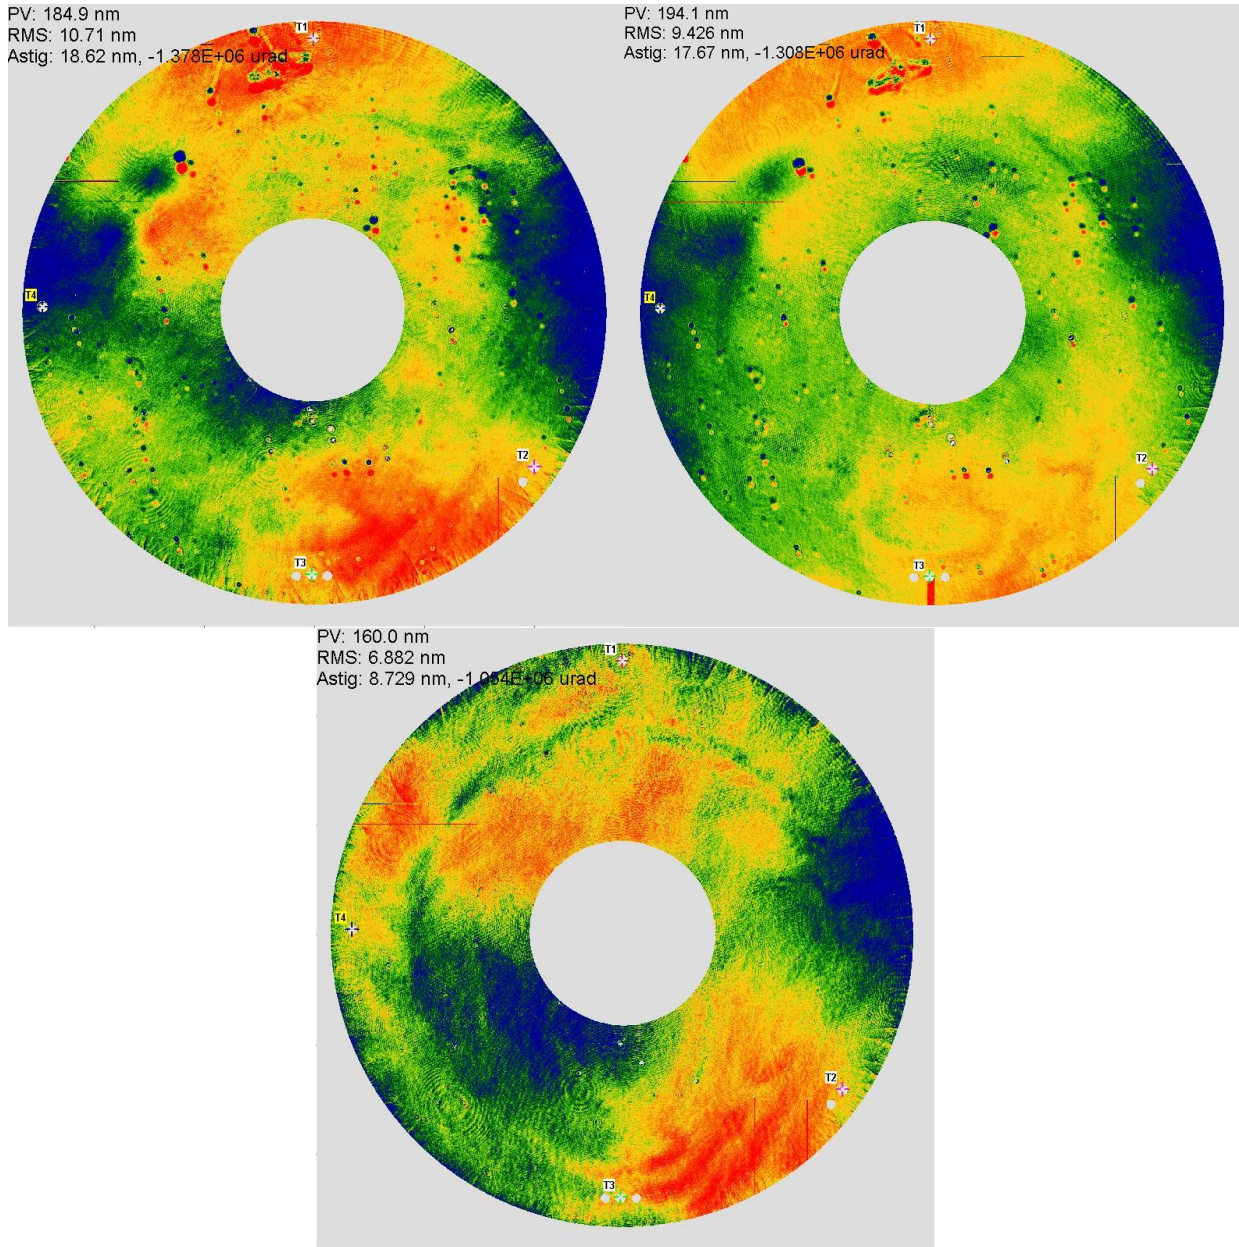 PV: 184.9 nm
RMS: 10.71 nm
Astig: 18.62 nm, -1.378E+06 urad
T1
T4
T2
T3
PV: 194.1 nm
RMS: 9.426 nm
Astig: 17.67 nm, -1.308E+06 urad
T1
T4
T2
T3
PV: 160.0 nm
RMS: 6.882 nm
Astig: 8.729 nm, -1.054E+06 urad
T1
T4
T2
T3